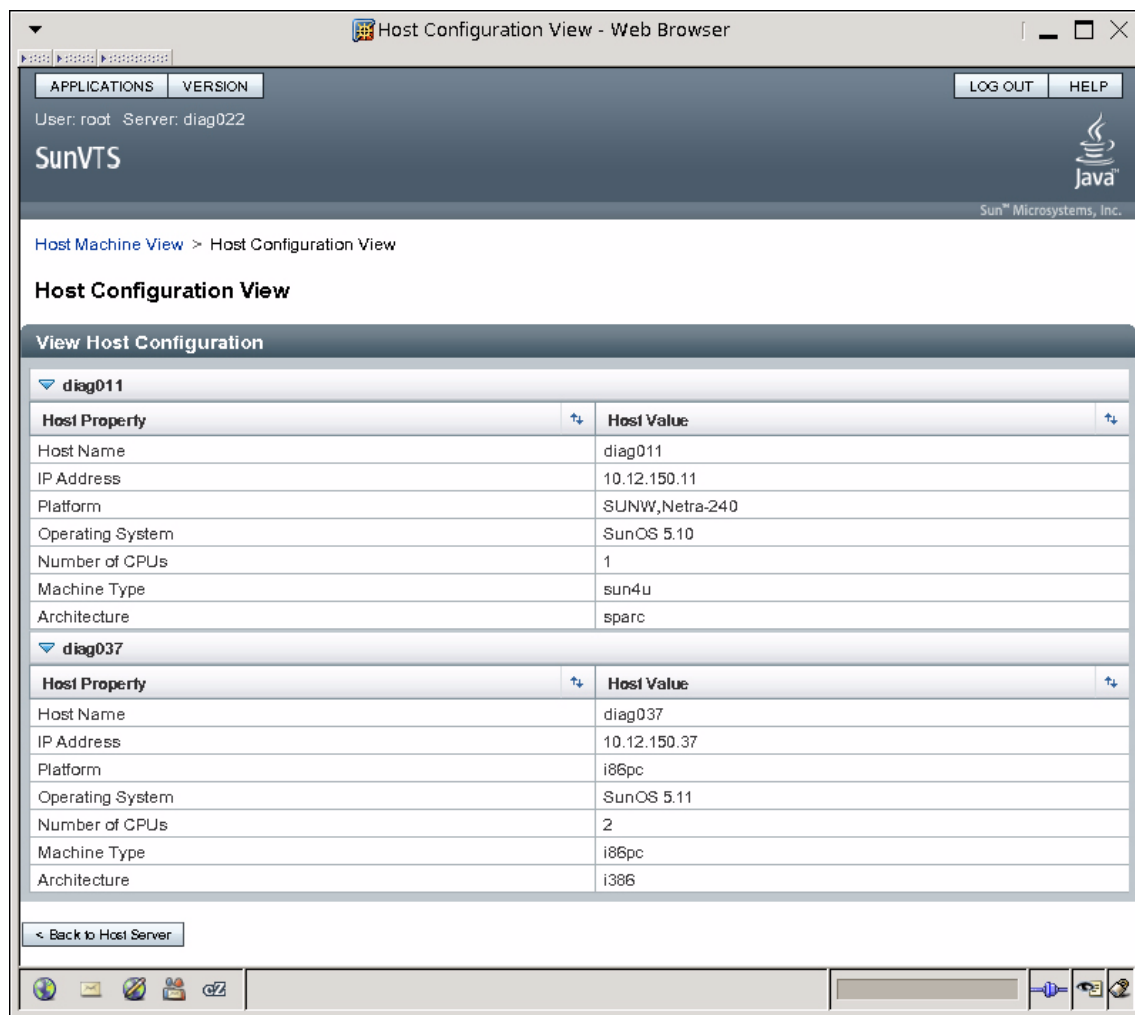 Host Configuration View - Web Browser
APPLICATIONS VERSION LOG OUT HELP
User: root Server: diag022
SunVTS
Java™
Sun™ Microsystems, Inc.
Host Machine View > Host Configuration View
Host Configuration View
View Host Configuration
diag011
Host Property Host Value
Host Name diag011
IP Address 10.12.150.11
Platform SUNW,Netra-240
Operating System SunOS 5.10
Number of CPUs 1
Machine Type sun4u
Architecture sparc
diag037
Host Property Host Value
Host Name diag037
IP Address 10.12.150.37
Platform i86pc
Operating System SunOS 5.11
Number of CPUs 2
Machine Type i86pc
Architecture i386
< Back to Host Server
cZ